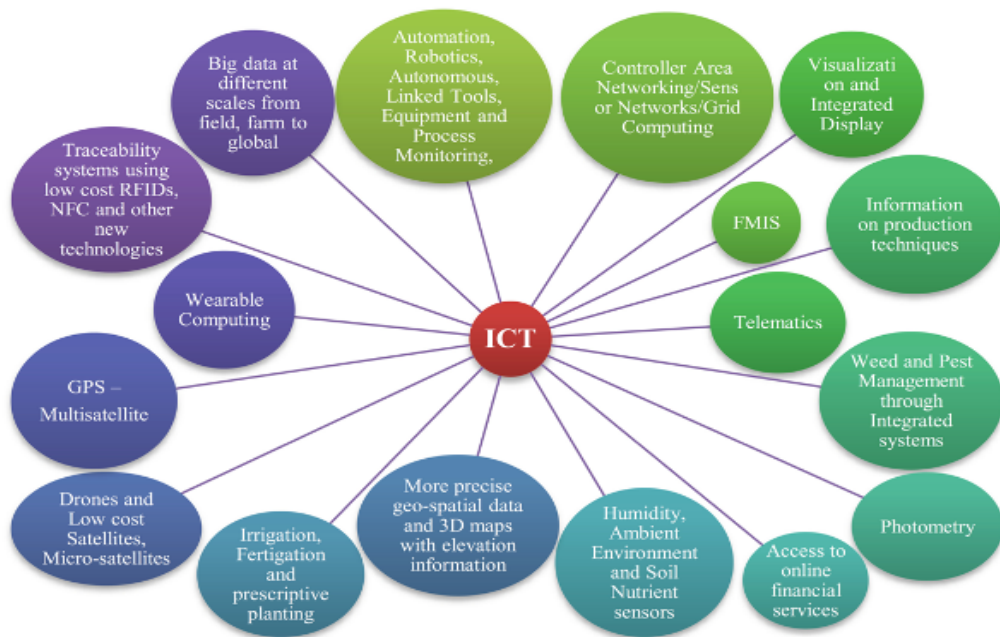 Automation,
Robotics,
Autonomous,
Linked Tools,
Equipment and
Process
Monitoring,
Controller Area
Networking/Sens
or Networks/Grid
Computing
Visualizati
on and
Integrated
Display
FMIS
Information
on production
techniques
Telematics
Weed and Pest
Management
through
Integrated
systems
Photometry
Access to
online
financial
services
Humidity,
Ambient
Environment
and Soil
Nutrient
sensors
More precise
geo-spatial data
and 3D maps
with elevation
information
Irrigation,
Fertigation
and
prescriptive
planting
Drones and
Low cost
Satellites,
Micro-satellites
GPS –
Multisatellite
Wearable
Computing
Traceability
systems using
low cost RFIDs,
NFC and other
new
technologies
Big data at
different
scales from
field, farm to
global
ICT